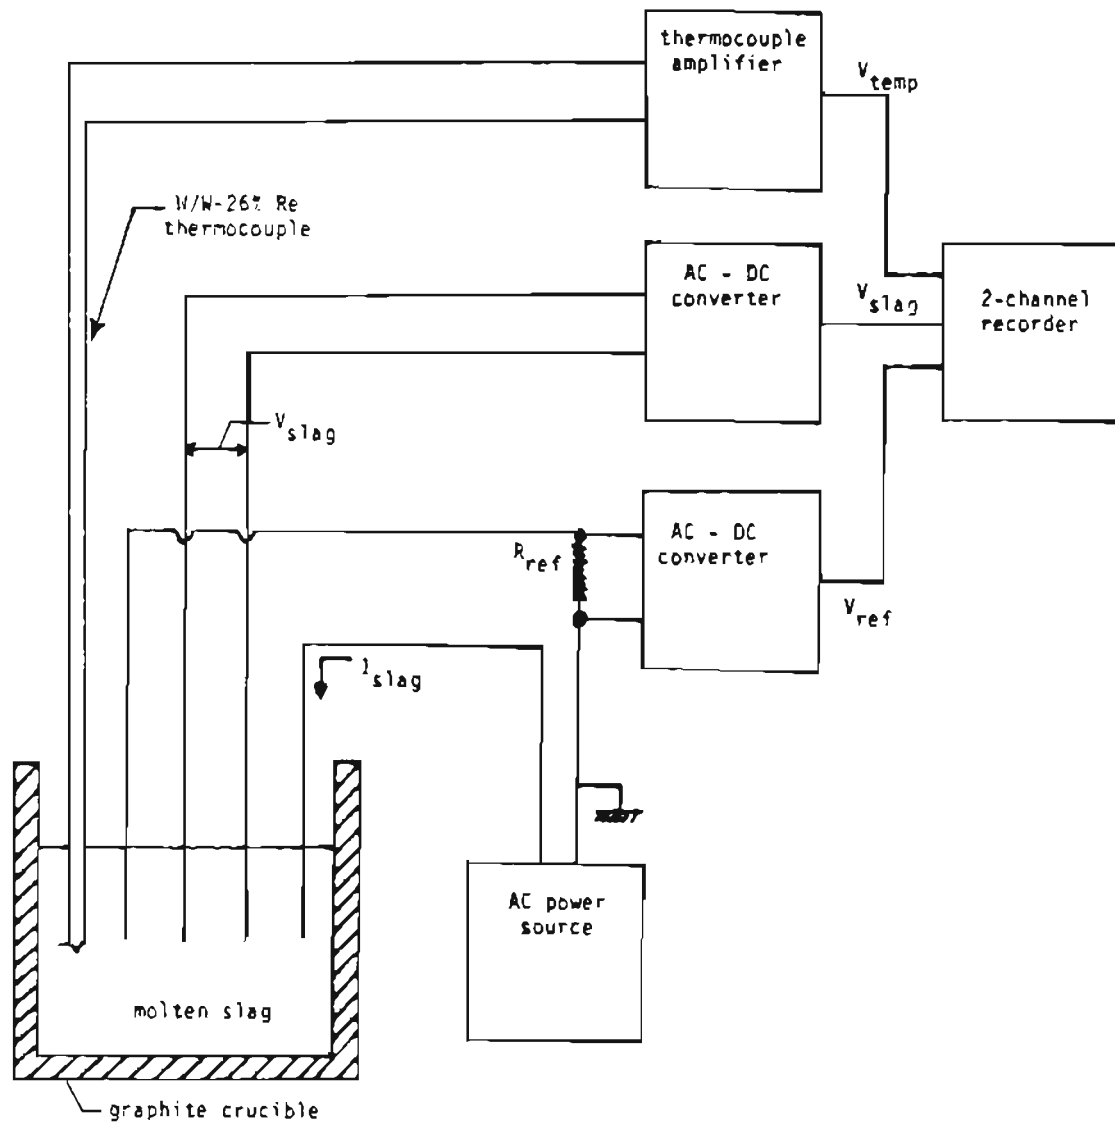 thermocouple
amplifier
V temp
W/W-26% Re
thermocouple
AC - DC
converter
V slag
2-channel
recorder
V slag
R ref
AC - DC
converter
V ref
I slag
AC power
source
molten slag
graphite crucible